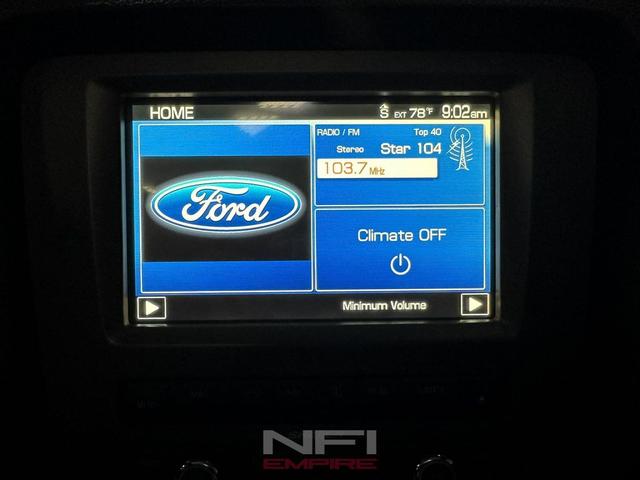 HOME
S EXT 78°F 9:02am
Ford
RADIO / FM Top 40
Stereo Star 104
103.7 MHz
Climate OFF
Minimum Volume
NFI
EMPIRE